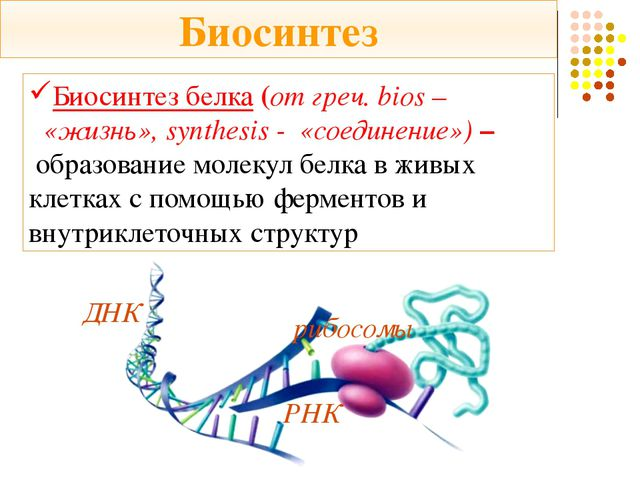 Биосинтез
Биосинтез белка (от греч. bios –
«жизнь», synthesis - «соединение») –
образование молекул белка в живых
клетках с помощью ферментов и
внутриклеточных структур
ДНК
рибосомы
РНК